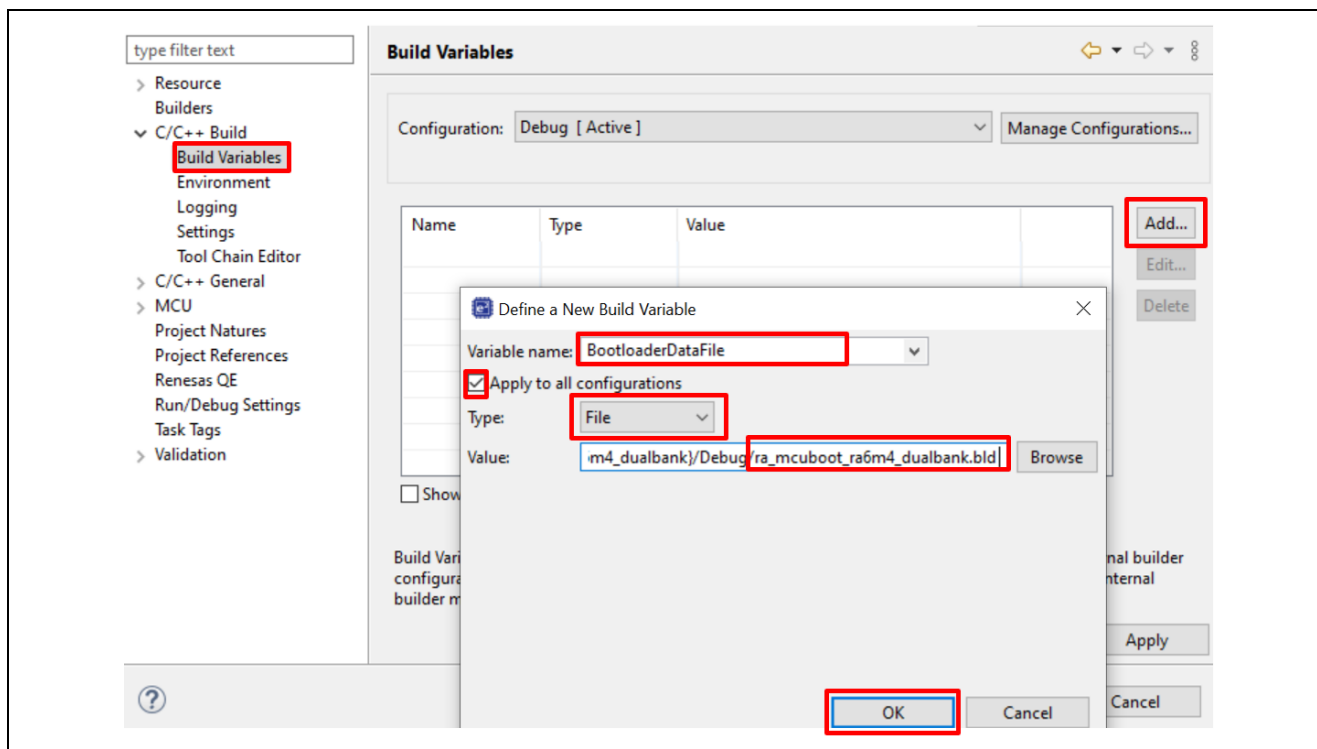 type filter text
Resource
Builders
C/C++ Build
Build Variables
Environment
Logging
Settings
Tool Chain Editor
C/C++ General
MCU
Project Natures
Project References
Renesas QE
Run/Debug Settings
Task Tags
Validation
Build Variables
Configuration: Debug [ Active ] Manage Configurations...
Name Type Value
Add...
Edit...
Delete
Define a New Build Variable
Variable name: BootloaderDataFile
Apply to all configurations
Type: File
Value: m4_dualbank}/Debug/ra_mcuboot_ra6m4_dualbank.bld Browse
OK Cancel
Show
Build Vari
configura
builder m
nal builder
nternal
Apply
Cancel